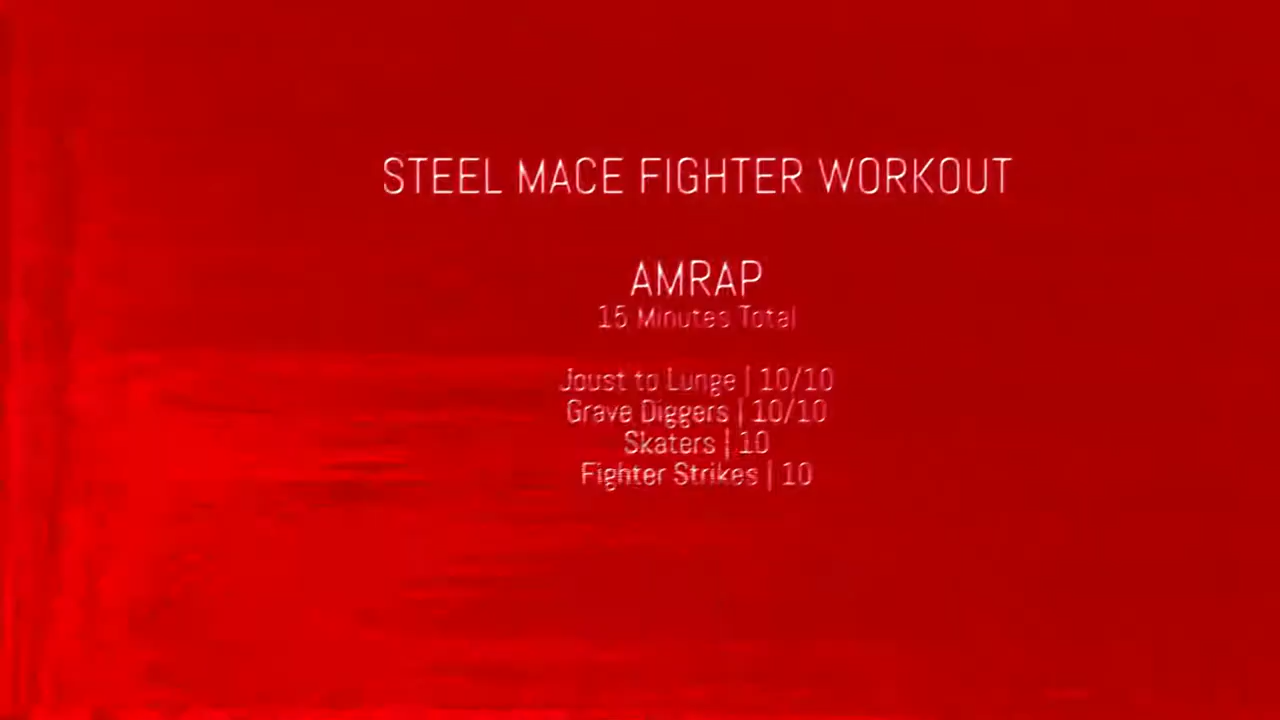 STEEL MACE FIGHTER WORKOUT
AMRAP
15 Minutes Total
Joust to Lunge | 10/10
Grave Diggers | 10/10
Skaters | 10
Fighter Strikes | 10